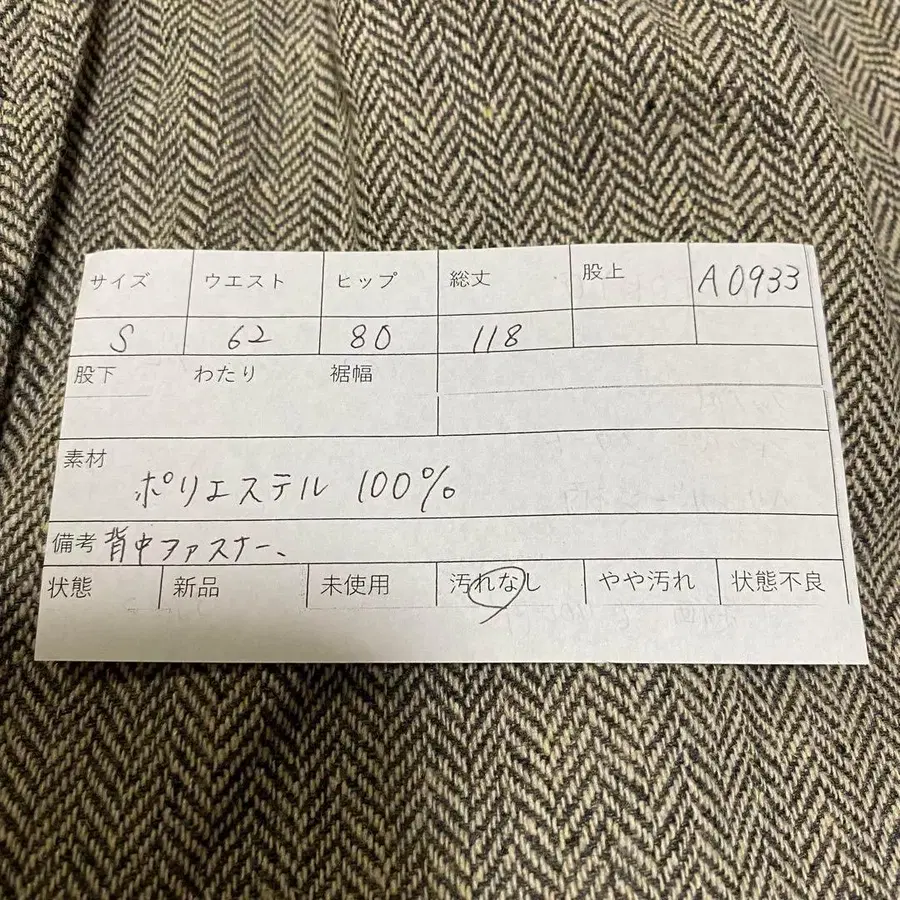 サイズ ウエスト ヒップ 総丈 股上 A0933
S 62 80 118
股下 わたり 裾幅
素材
ポリエステル 100%
備考 背中ファスナー、
状態 新品 未使用 汚れなし やや汚れ 状態不良